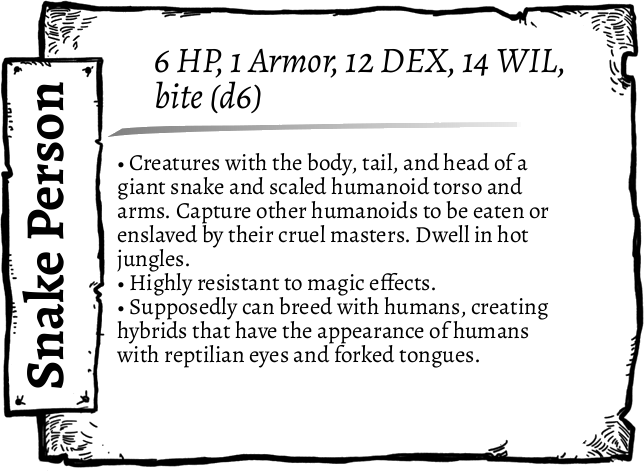 Snake Person
6 HP, 1 Armor, 12 DEX, 14 WIL,
bite (d6)
• Creatures with the body, tail, and head of a
giant snake and scaled humanoid torso and
arms. Capture other humanoids to be eaten or
enslaved by their cruel masters. Dwell in hot
jungles.
• Highly resistant to magic effects.
• Supposedly can breed with humans, creating
hybrids that have the appearance of humans
with reptilian eyes and forked tongues.